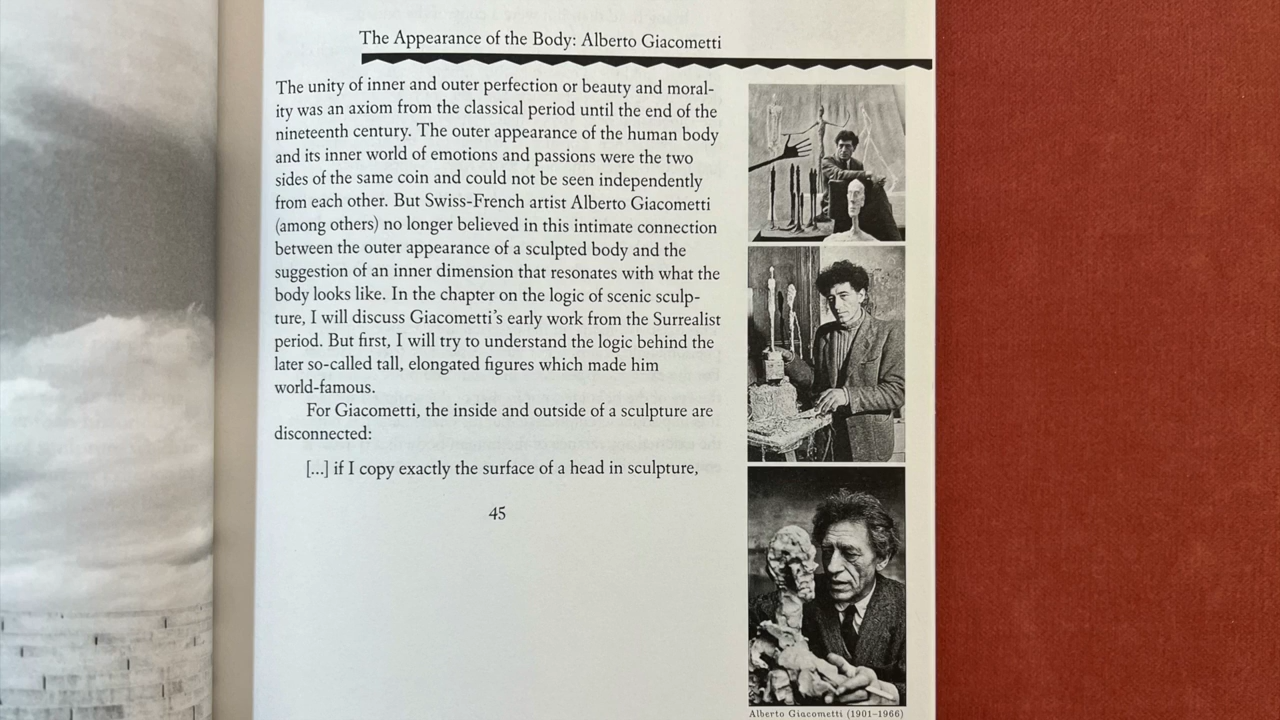 The Appearance of the Body: Alberto Giacometti
The unity of inner and outer perfection or beauty and moral-
ity was an axiom from the classical period until the end of the
nineteenth century. The outer appearance of the human body
and its inner world of emotions and passions were the two
sides of the same coin and could not be seen independently
from each other. But Swiss-French artist Alberto Giacometti
(among others) no longer believed in this intimate connection
between the outer appearance of a sculpted body and the
suggestion of an inner dimension that resonates with what the
body looks like. In the chapter on the logic of scenic sculp-
ture, I will discuss Giacometti’s early work from the Surrealist
period. But first, I will try to understand the logic behind the
later so-called tall, elongated figures which made him
world-famous.
For Giacometti, the inside and outside of a sculpture are
disconnected:
[...] if I copy exactly the surface of a head in sculpture,
45
Alberto Giacometti (1901–1966)